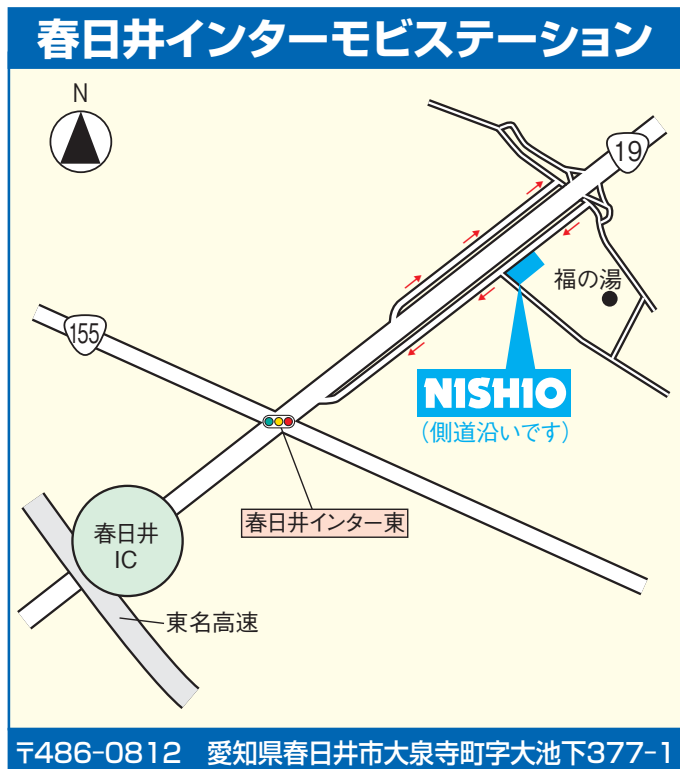 春日井インターモビステーション
N
19
福の湯
155
NISHIO
(側道沿いです)
春日井インター東
春日井
IC
東名高速
〒486-0812 愛知県春日井市大泉寺町字大池下377-1